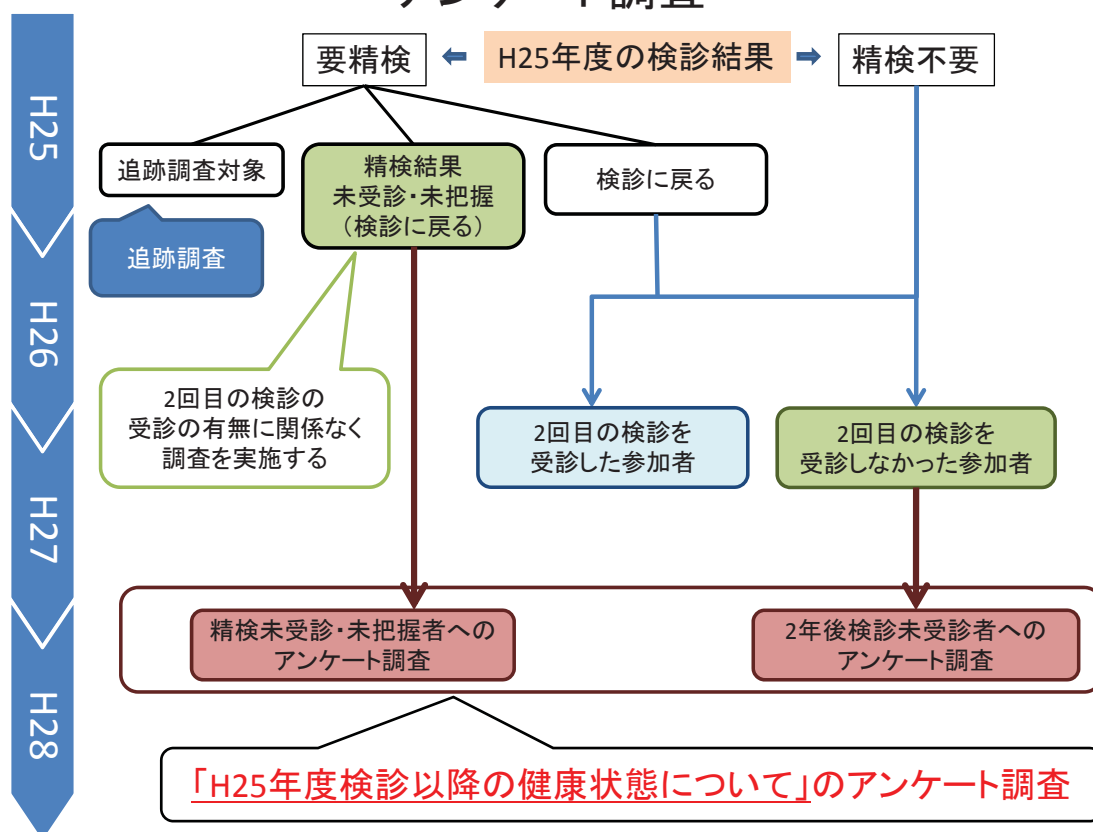 アンケート調査
要精検
H25年度の検診結果
精検不要
H25
追跡調査対象
精検結果
未受診・未把握
（検診に戻る）
検診に戻る
追跡調査
H26
2回目の検診の
受診の有無に関係なく
調査を実施する
2回目の検診を
受診した参加者
2回目の検診を
受診しなかった参加者
H27
精検未受診・未把握者への
アンケート調査
2年後検診未受診者への
アンケート調査
H28
「H25年度検診以降の健康状態について」のアンケート調査